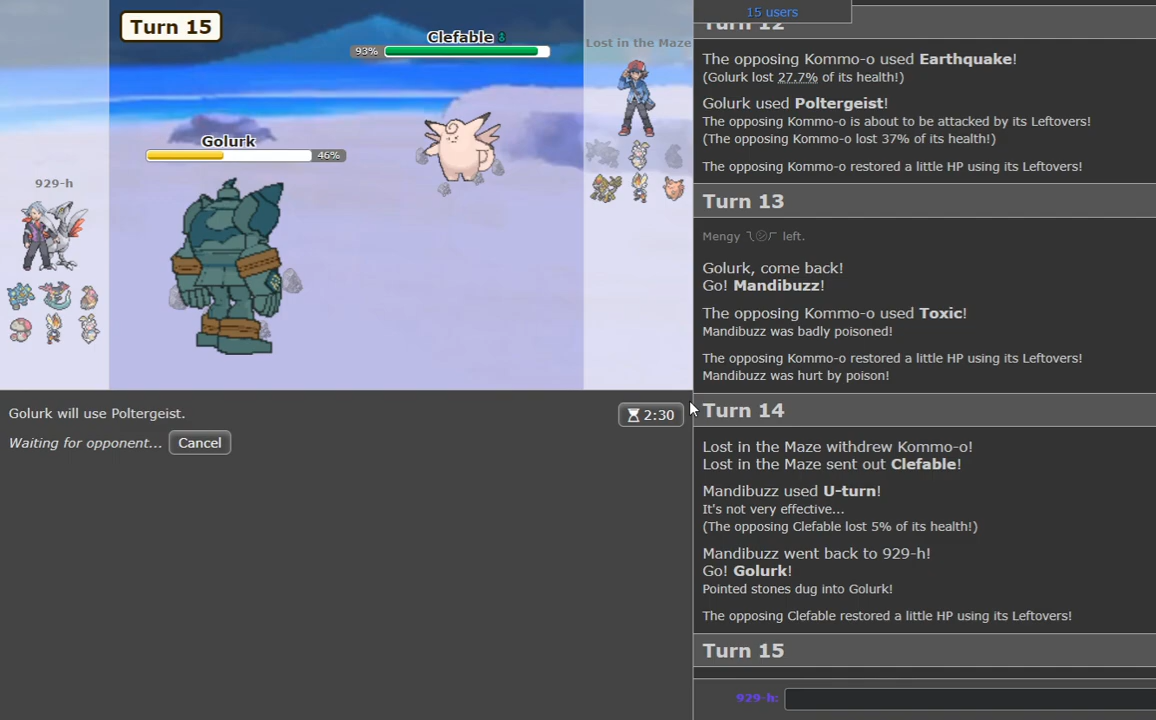 15 users
Turn 15
Clefable
93%
Lost in the Maze
Golurk
46%
929-h
Turn 12
The opposing Kommo-o used Earthquake!
(Golurk lost 27.7% of its health!)
Golurk used Poltergeist!
The opposing Kommo-o is about to be attacked by its Leftovers!
(The opposing Kommo-o lost 37% of its health!)
The opposing Kommo-o restored a little HP using its Leftovers!
Turn 13
Golurk, come back!
Go! Mandibuzz!
The opposing Kommo-o used Toxic!
Mandibuzz was badly poisoned!
The opposing Kommo-o restored a little HP using its Leftovers!
Mandibuzz was hurt by poison!
Turn 14
Lost in the Maze withdrew Kommo-o!
Lost in the Maze sent out Clefable!
Mandibuzz used U-turn!
It's not very effective...
(The opposing Clefable lost 5% of its health!)
Mandibuzz went back to 929-h!
Go! Golurk!
Pointed stones dug into Golurk!
The opposing Clefable restored a little HP using its Leftovers!
Turn 15
929-h:
Golurk will use Poltergeist.
2:30
Waiting for opponent... Cancel